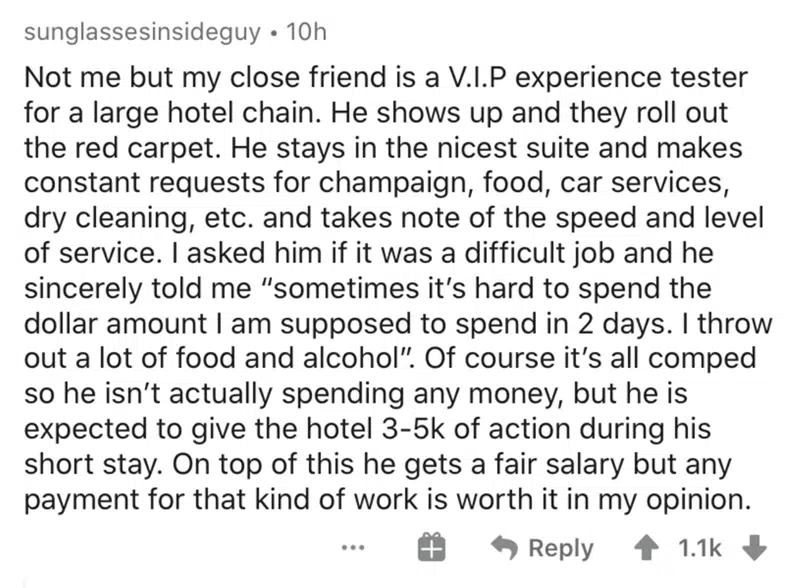 sunglassesinsideguy • 10h
Not me but my close friend is a V.I.P experience tester
for a large hotel chain. He shows up and they roll out
the red carpet. He stays in the nicest suite and makes
constant requests for champaign, food, car services,
dry cleaning, etc. and takes note of the speed and level
of service. I asked him if it was a difficult job and he
sincerely told me “sometimes it’s hard to spend the
dollar amount I am supposed to spend in 2 days. I throw
out a lot of food and alcohol”. Of course it’s all comped
so he isn’t actually spending any money, but he is
expected to give the hotel 3-5k of action during his
short stay. On top of this he gets a fair salary but any
payment for that kind of work is worth it in my opinion.
... Reply 1.1k